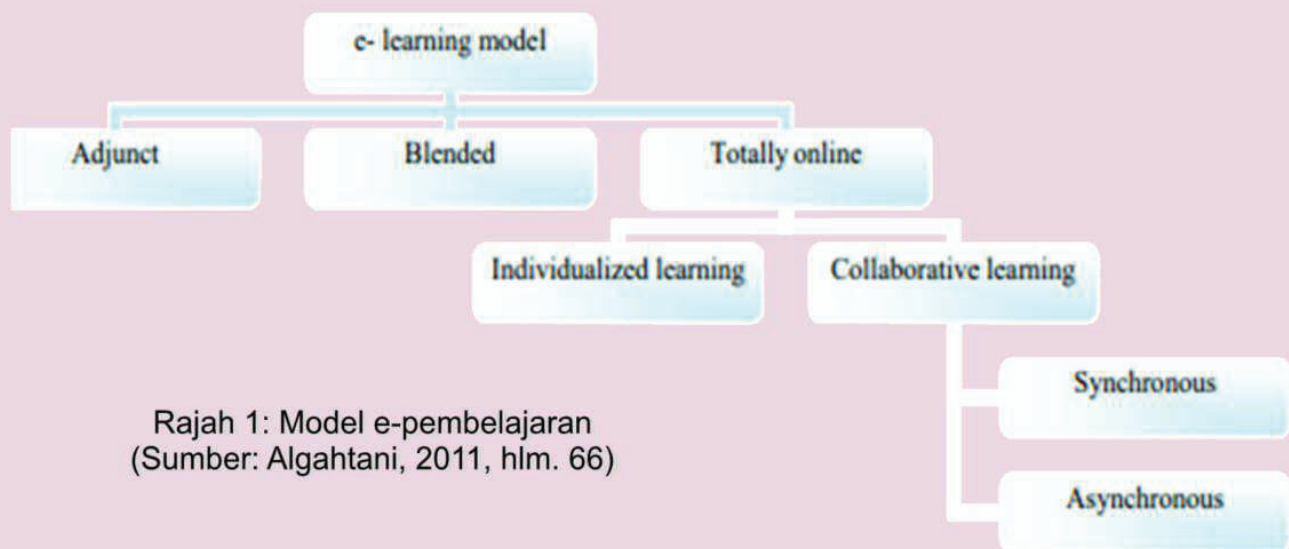 e- learning model
Adjunct
Blended
Totally online
Individualized learning
Collaborative learning
Synchronous
Asynchronous
Rajah 1: Model e-pembelajaran
(Sumber: Algahtani, 2011, hlm. 66)